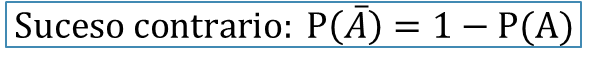 Suceso contrario: P(Ā) = 1 − P(A)